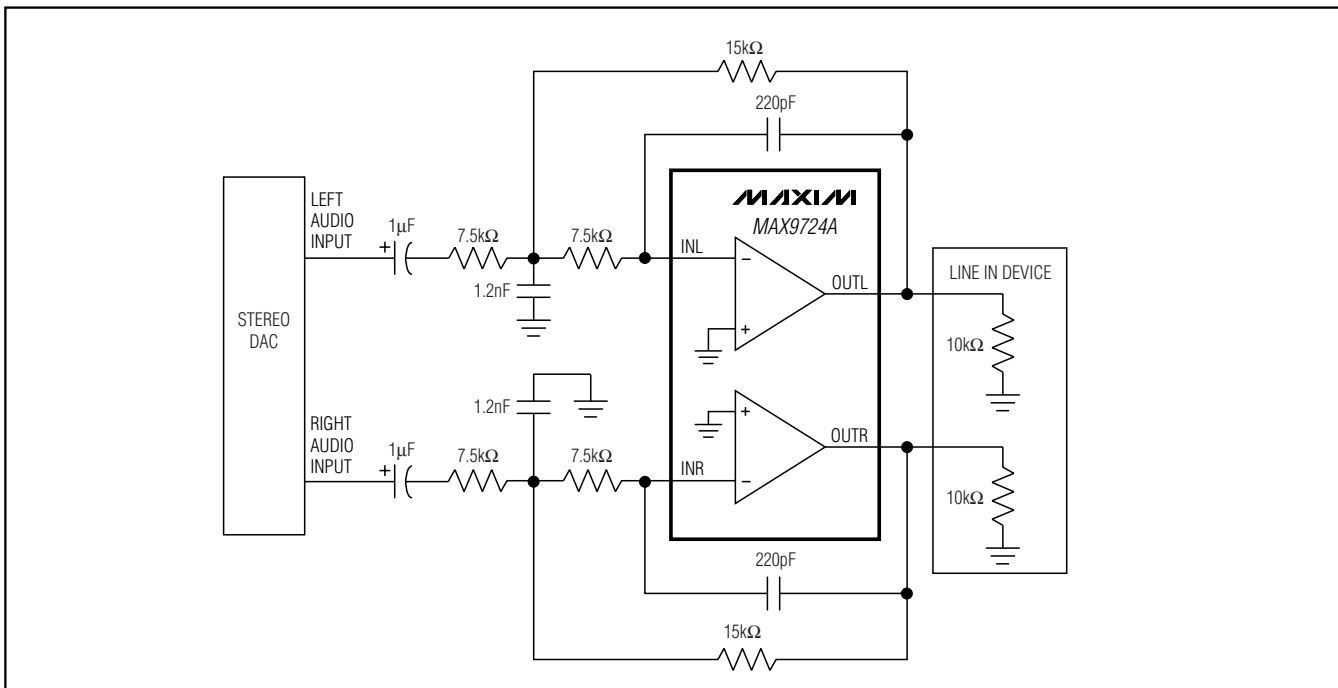 15kΩ
220pF
LEFT
AUDIO
INPUT
1μF
+
7.5kΩ
7.5kΩ
1.2nF
MAXIM
MAX9724A
INL
−
+
OUTL
LINE IN DEVICE
10kΩ
STEREO
DAC
1.2nF
RIGHT
AUDIO
INPUT
1μF
+
7.5kΩ
7.5kΩ
INR
+
−
OUTR
10kΩ
220pF
15kΩ